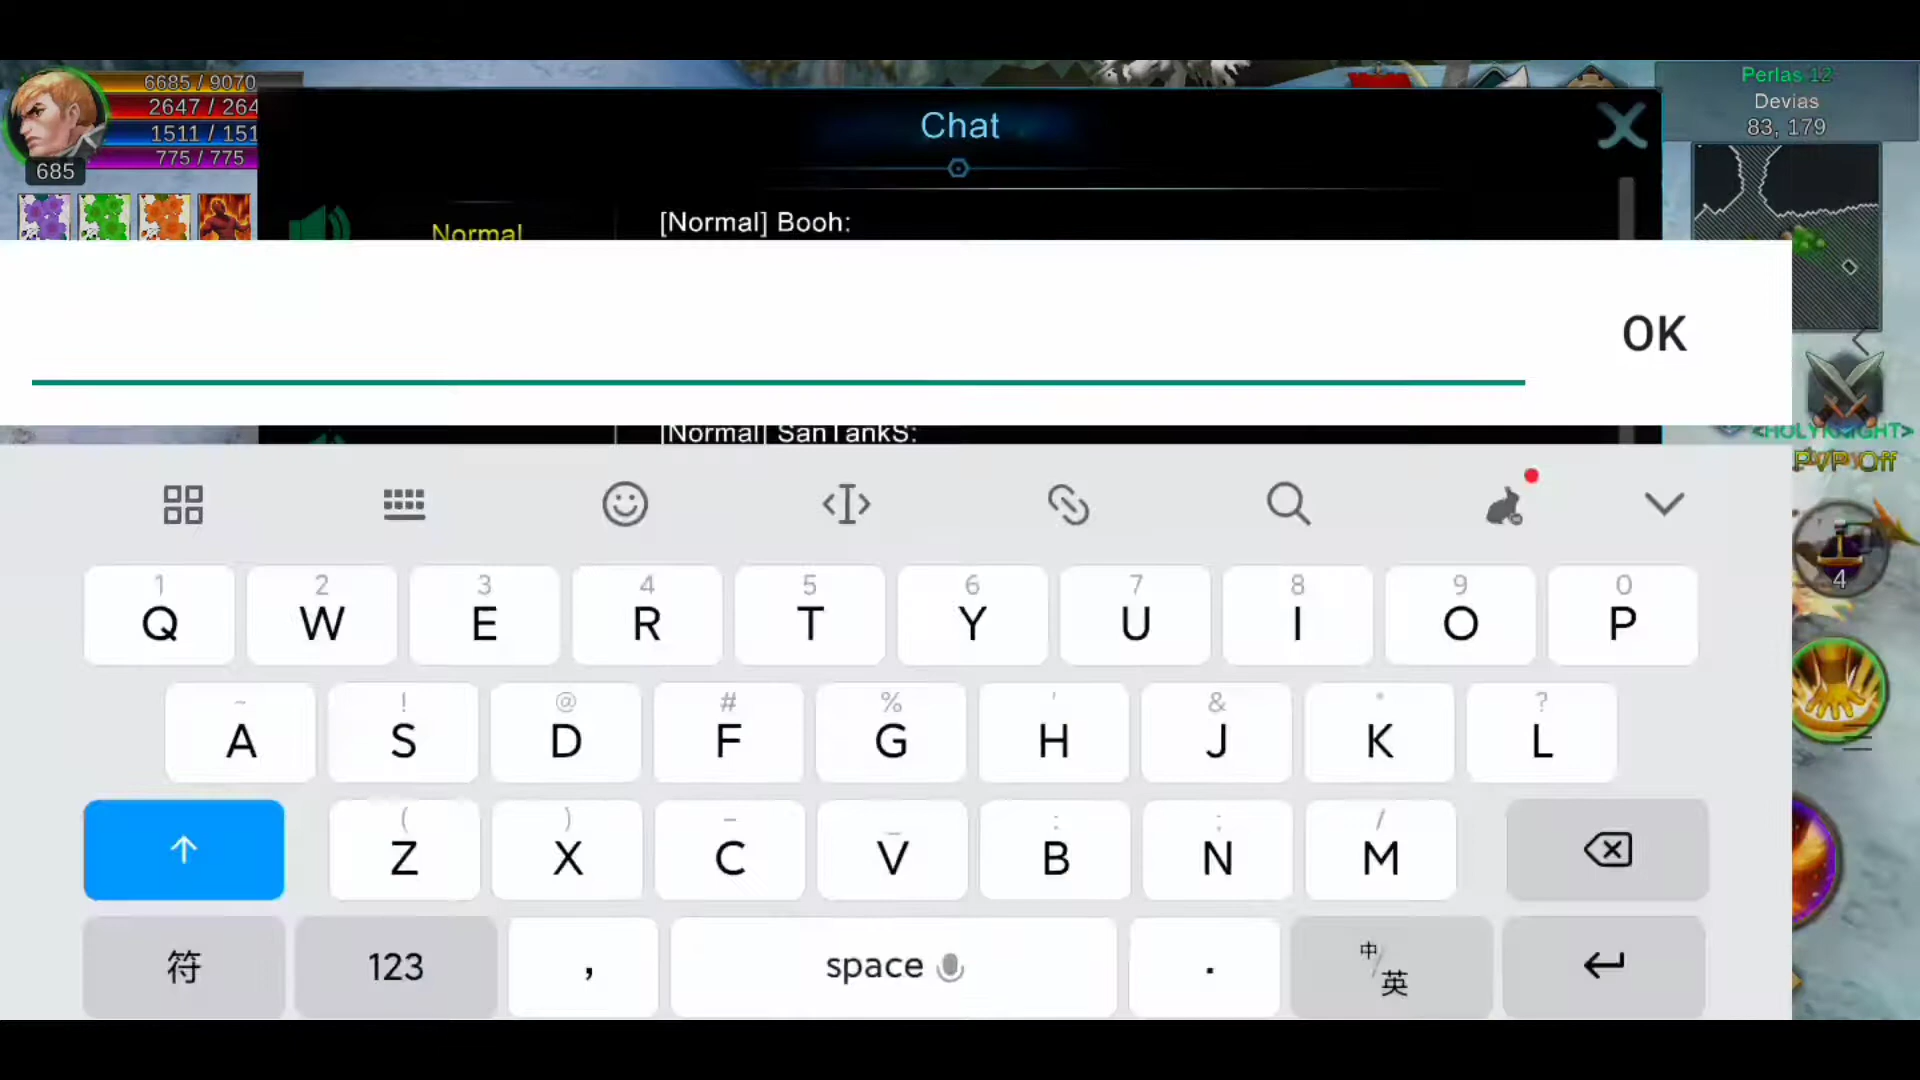 6685 / 9070
2647 / 264
1511 / 151
775 / 775
685
Chat
Perlas 12
Devias
83, 179
Normal
[Normal] Booh:
OK
[Normal] SanTankS:
<HOLYKNIGHT>
PVP Off
4
1 2 3 4 5 6 7 8 9 0
Q W E R T Y U I O P
~ ! @ # % ' & * ?
A S D F G H J K L
( ) - _ : ; /
Z X C V B N M
符 123 , space . 中/英